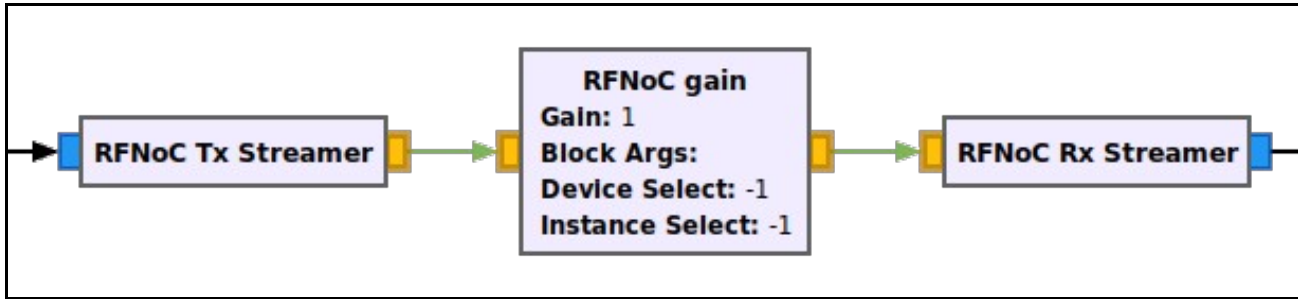 RFNoC Tx Streamer
RFNoC gain
Gain: 1
Block Args:
Device Select: -1
Instance Select: -1
RFNoC Rx Streamer